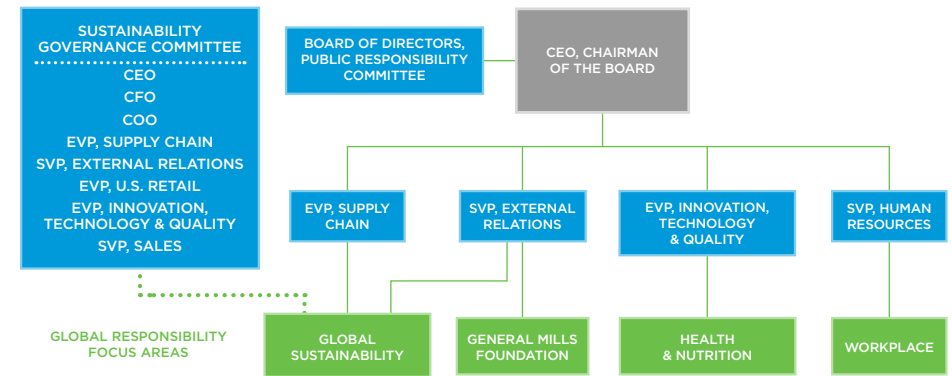 SUSTAINABILITY
GOVERNANCE COMMITTEE
CEO
CFO
COO
EVP, SUPPLY CHAIN
SVP, EXTERNAL RELATIONS
EVP, U.S. RETAIL
EVP, INNOVATION,
TECHNOLOGY & QUALITY
SVP, SALES
BOARD OF DIRECTORS,
PUBLIC RESPONSIBILITY
COMMITTEE
CEO, CHAIRMAN
OF THE BOARD
EVP, SUPPLY
CHAIN
SVP, EXTERNAL
RELATIONS
EVP, INNOVATION,
TECHNOLOGY
& QUALITY
SVP, HUMAN
RESOURCES
GLOBAL RESPONSIBILITY
FOCUS AREAS
GLOBAL
SUSTAINABILITY
GENERAL MILLS
FOUNDATION
HEALTH
& NUTRITION
WORKPLACE